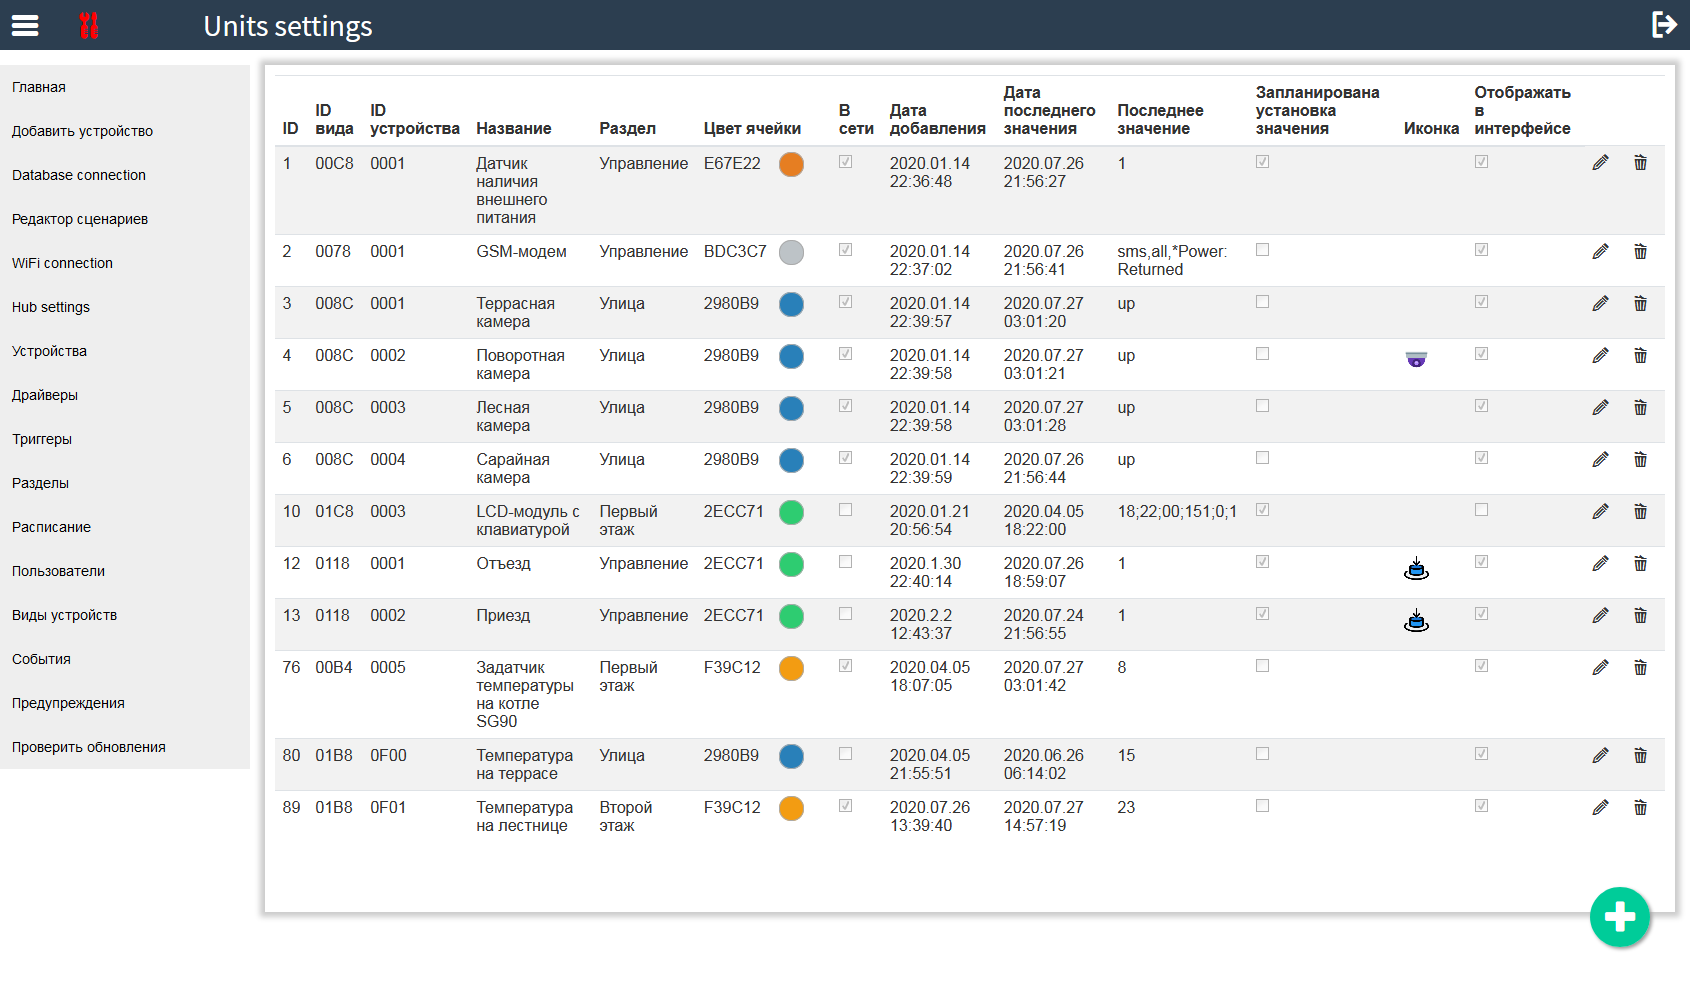 Units settings
Главная
Добавить устройство
Database connection
Редактор сценариев
WiFi connection
Hub settings
Устройства
Драйверы
Триггеры
Разделы
Расписание
Пользователи
Виды устройств
События
Предупреждения
Проверить обновления
ID
ID
вида
ID
устройства
Название
Раздел
Цвет ячейки
В
сети
Дата
добавления
Дата
последнего
значения
Последнее
значение
Запланирована
установка
значения
Иконка
Отображать
в
интерфейсе
1 00C8 0001 Датчик Управление E67E22 2020.01.14 2020.07.26 1
наличия 22:36:48 21:56:27
внешнего
питания
2 0078 0001 GSM-модем Управление BDC3C7 2020.01.14 2020.07.26 sms,all,*Power:
22:37:02 21:56:41 Returned
3 008C 0001 Террасная Улица 2980B9 2020.01.14 2020.07.27 up
камера 22:39:57 03:01:20
4 008C 0002 Поворотная Улица 2980B9 2020.01.14 2020.07.27 up
камера 22:39:58 03:01:21
5 008C 0003 Лесная Улица 2980B9 2020.01.14 2020.07.27 up
камера 22:39:58 03:01:28
6 008C 0004 Сарайная Улица 2980B9 2020.01.14 2020.07.26 up
камера 22:39:59 21:56:44
10 01C8 0003 LCD-модуль с Первый 2ECC71 2020.01.21 2020.04.05 18;22;00;151;0;1
клавиатурой этаж 20:56:54 18:22:00
12 0118 0001 Отъезд Управление 2ECC71 2020.1.30 2020.07.26 1
22:40:14 18:59:07
13 0118 0002 Приезд Управление 2ECC71 2020.2.2 2020.07.24 1
12:43:37 21:56:55
76 00B4 0005 Задатчик Первый F39C12 2020.04.05 2020.07.27 8
температуры этаж 18:07:05 03:01:42
на котле
SG90
80 01B8 0F00 Температура Улица 2980B9 2020.04.05 2020.06.26 15
на террасе 21:55:51 06:14:02
89 01B8 0F01 Температура Второй F39C12 2020.07.26 2020.07.27 23
на лестнице этаж 13:39:40 14:57:19